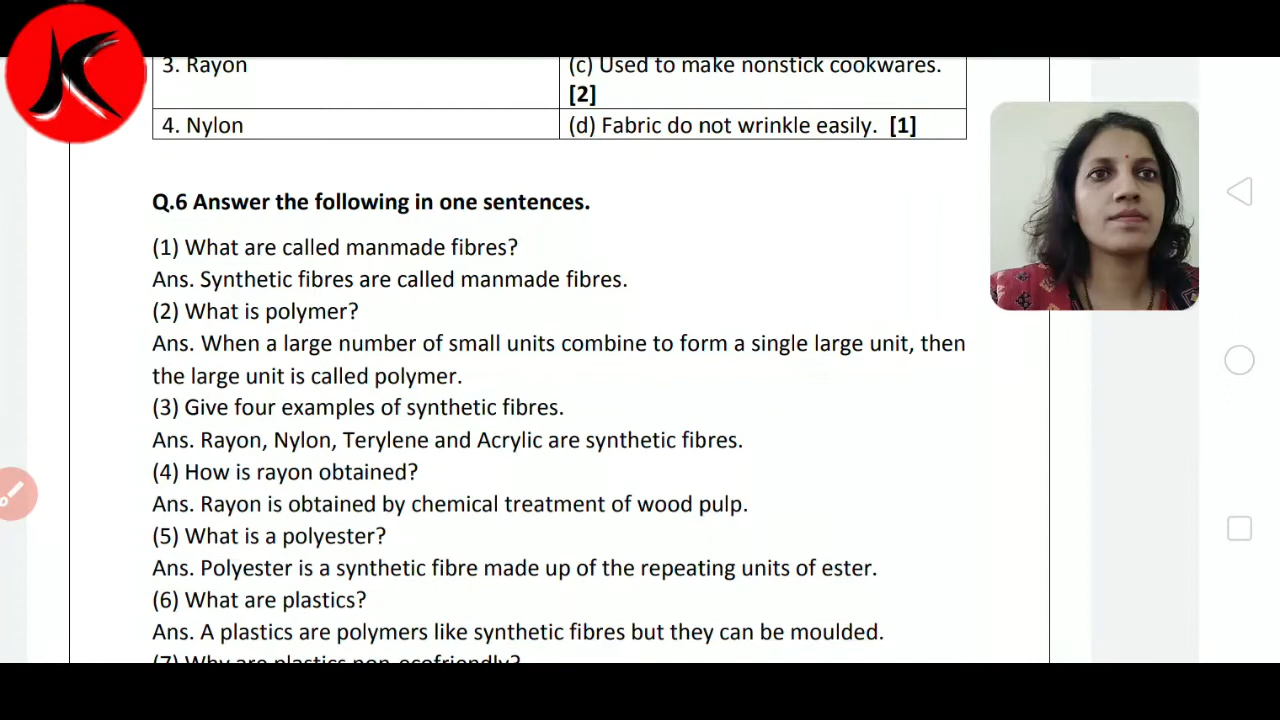 3. Rayon
(c) Used to make nonstick cookwares.
[2]
4. Nylon
(d) Fabric do not wrinkle easily. [1]
Q.6 Answer the following in one sentences.
(1) What are called manmade fibres?
Ans. Synthetic fibres are called manmade fibres.
(2) What is polymer?
Ans. When a large number of small units combine to form a single large unit, then
the large unit is called polymer.
(3) Give four examples of synthetic fibres.
Ans. Rayon, Nylon, Terylene and Acrylic are synthetic fibres.
(4) How is rayon obtained?
Ans. Rayon is obtained by chemical treatment of wood pulp.
(5) What is a polyester?
Ans. Polyester is a synthetic fibre made up of the repeating units of ester.
(6) What are plastics?
Ans. A plastics are polymers like synthetic fibres but they can be moulded.
(7) Why are plastics non-ecofriendly?